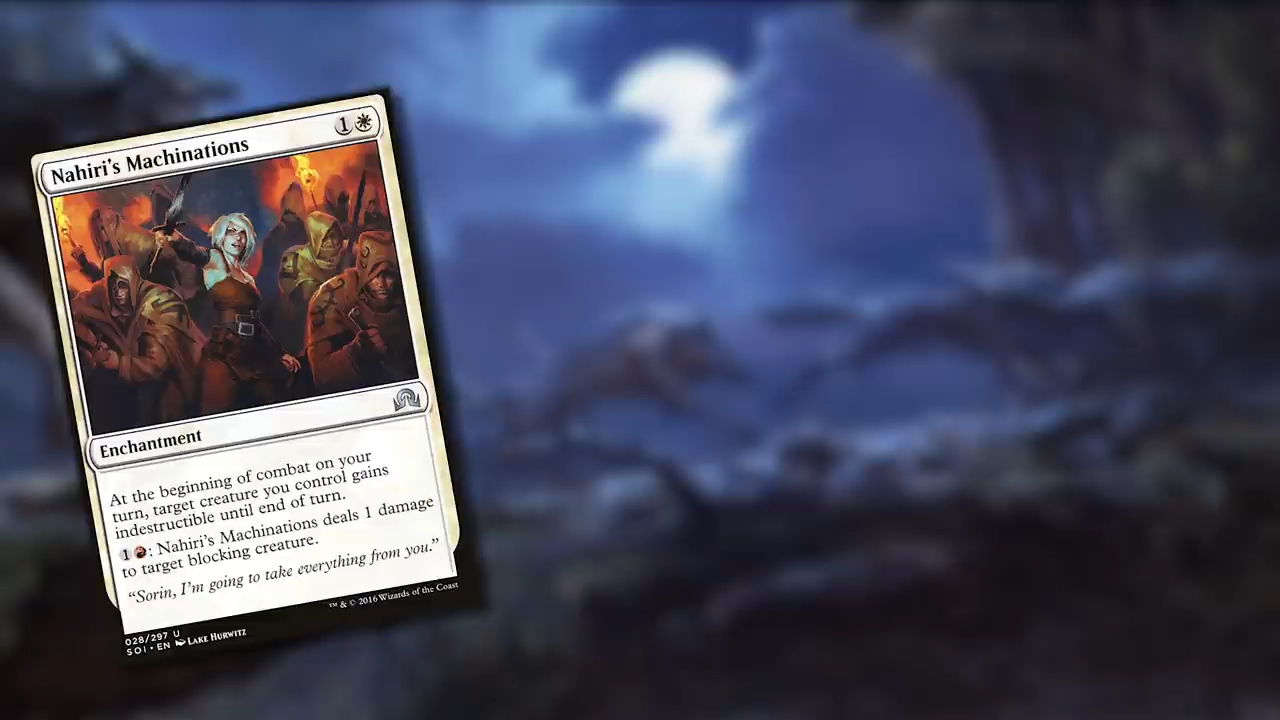 Nahiri's Machinations 1
Enchantment
At the beginning of combat on your
turn, target creature you control gains
indestructible until end of turn.
1 : Nahiri's Machinations deals 1 damage
to target blocking creature.
“Sorin, I'm going to take everything from you.”
™ & © 2016 Wizards of the Coast
028/297 U
SOI • EN Lake Hurwitz